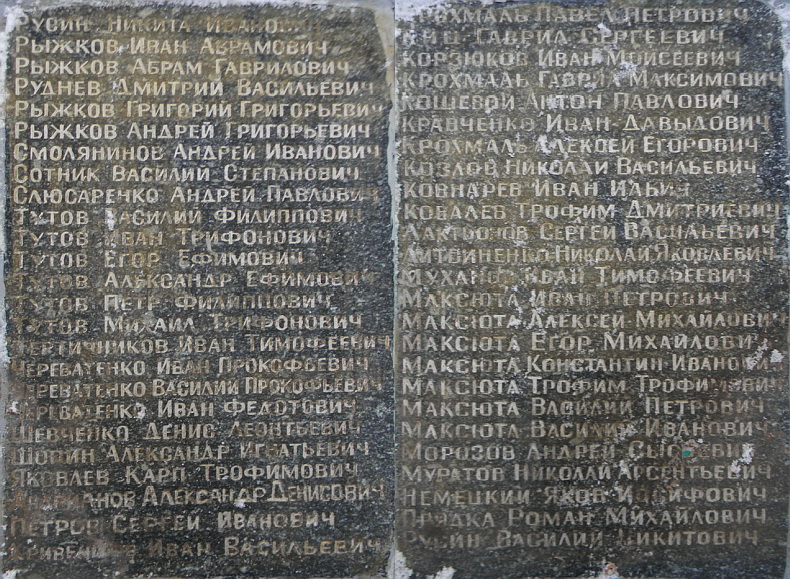 Русин Никита Иванович
Рыжков Иван Абрамович
Рыжков Абрам Гаврилович
Руднев Дмитрий Васильевич
Рыжков Григорий Григорьевич
Рыжков Андрей Григорьевич
Смолянинов Андрей Иванович
Сотник Василий Степанович
Слюсаренко Андрей Павлович
Тутов Василий Филиппович
Тутов Иван Трифонович
Тутов Егор Ефимович
Тутов Александр Ефимович
Тутов Петр Филиппович
Тутов Михаил Трифонович
Иван Тимофеевич
Череватенко Иван Прокофьевич
Череватенко Василий Прокофьевич
Череватенко Иван Федотович
Шевченко Денис Леонтьевич
Шорин Александр Игнатьевич
Яковлев Карп Трофимович
Александр Денисович
Петров Сергей Иванович
Иван Васильевич
Крохмаль Павел Петрович
Гаврил Сергеевич
Корзюков Иван Моисеевич
Крохмаль Гаврил Максимович
Кошевой Антон Павлович
Кравченко Иван Давыдович
Крохмаль Алексей Егорович
Козлов Николай Васильевич
Ковнарев Иван Ильич
Ковалев Трофим Дмитриевич
Лактионов Сергей Васильевич
Литвиненко Николай Яковлевич
Муханов Иван Тимофеевич
Максюта Иван Петрович
Максюта Алексей Михайлович
Максюта Егор Михайлович
Максюта Константин Иванович
Максюта Трофим Трофимович
Максюта Василий Петрович
Максюта Василий Иванович
Морозов Андрей
Муратов Николай Арсентьевич
Немецкий Яков Иосифович
Прядка Роман Михайлович
Русин Василий Никитович